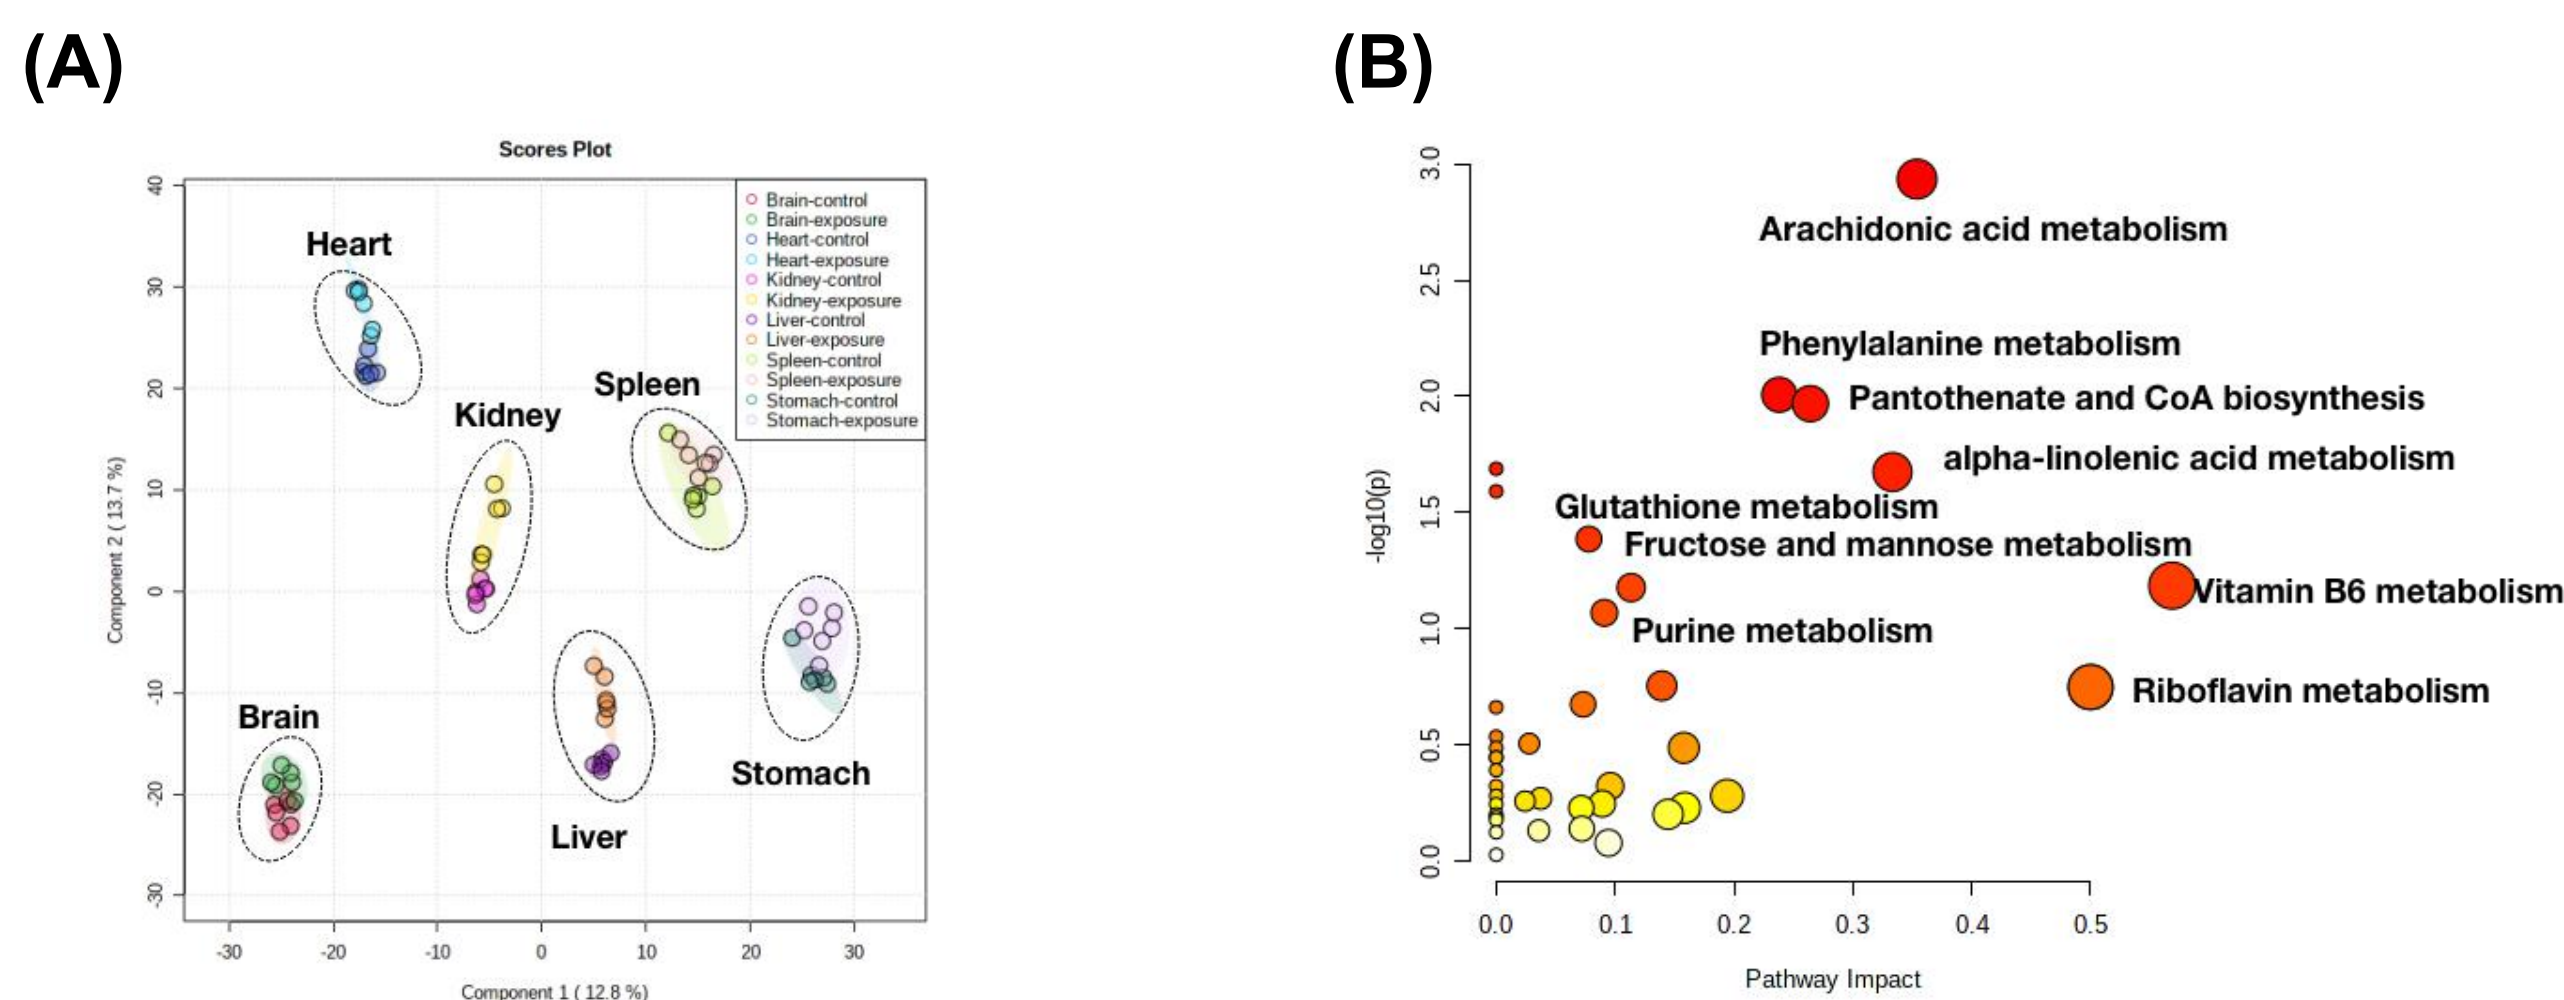 (A)
Scores Plot
Component 2 ( 13.7 %)
40
30
20
10
0
-10
-20
-30
Heart
Kidney
Spleen
Brain
Liver
Stomach
Brain-control
Brain-exposure
Heart-control
Heart-exposure
Kidney-control
Kidney-exposure
Liver-control
Liver-exposure
Spleen-control
Spleen-exposure
Stomach-control
Stomach-exposure
-30 -20 -10 0 10 20 30
Component 1 ( 12.8 %)
(B)
-log10(p)
3.0
2.5
2.0
1.5
1.0
0.5
0.0
Arachidonic acid metabolism
Phenylalanine metabolism
Pantothenate and CoA biosynthesis
alpha-linolenic acid metabolism
Glutathione metabolism
Fructose and mannose metabolism
Vitamin B6 metabolism
Purine metabolism
Riboflavin metabolism
0.0 0.1 0.2 0.3 0.4 0.5
Pathway Impact